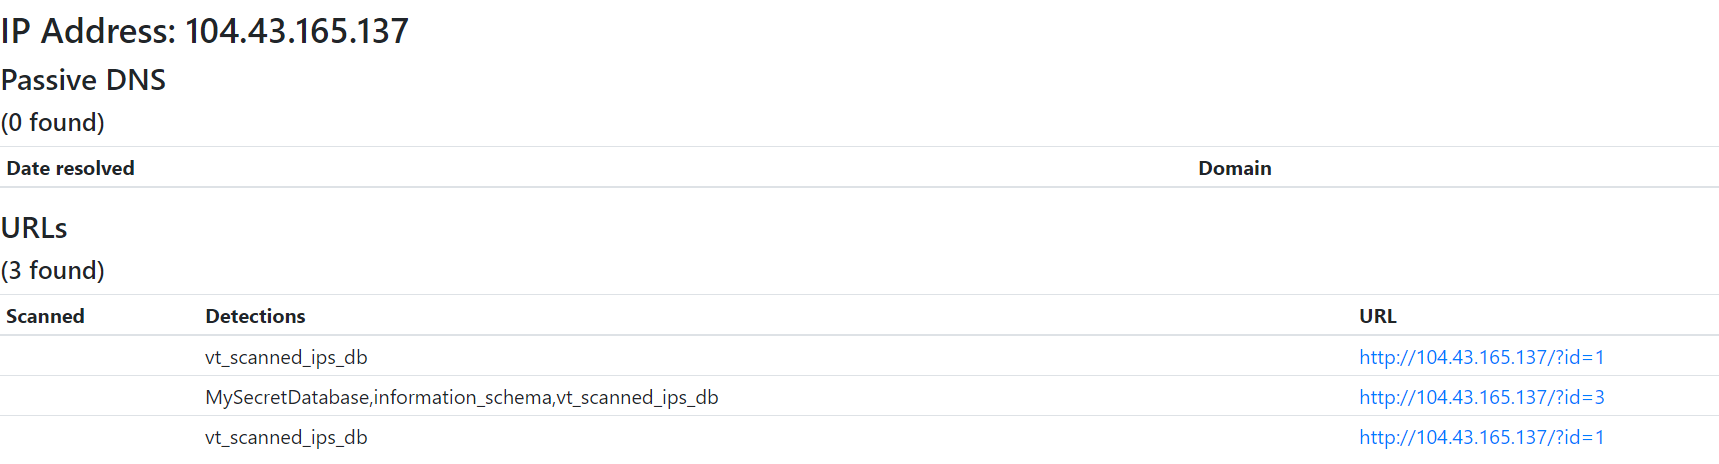 IP Address: 104.43.165.137
Passive DNS
(0 found)
Date resolved Domain
URLs
(3 found)
Scanned Detections URL
vt_scanned_ips_db http://104.43.165.137/?id=1
MySecretDatabase,information_schema,vt_scanned_ips_db http://104.43.165.137/?id=3
vt_scanned_ips_db http://104.43.165.137/?id=1